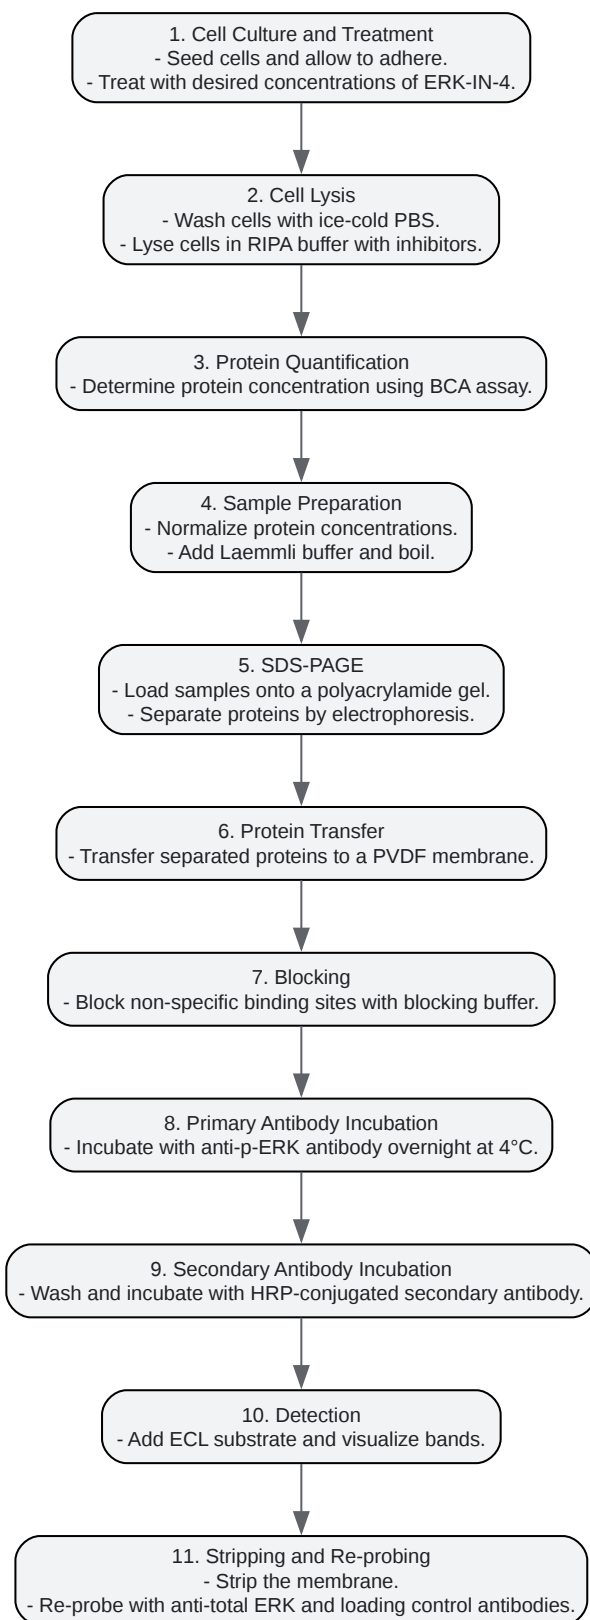 1. Cell Culture and Treatment
- Seed cells and allow to adhere.
- Treat with desired concentrations of ERK-IN-4.
2. Cell Lysis
- Wash cells with ice-cold PBS.
- Lyse cells in RIPA buffer with inhibitors.
3. Protein Quantification
- Determine protein concentration using BCA assay.
4. Sample Preparation
- Normalize protein concentrations.
- Add Laemmli buffer and boil.
5. SDS-PAGE
- Load samples onto a polyacrylamide gel.
- Separate proteins by electrophoresis.
6. Protein Transfer
- Transfer separated proteins to a PVDF membrane.
7. Blocking
- Block non-specific binding sites with blocking buffer.
8. Primary Antibody Incubation
- Incubate with anti-p-ERK antibody overnight at 4°C.
9. Secondary Antibody Incubation
- Wash and incubate with HRP-conjugated secondary antibody.
10. Detection
- Add ECL substrate and visualize bands.
11. Stripping and Re-probing
- Strip the membrane.
- Re-probe with anti-total ERK and loading control antibodies.